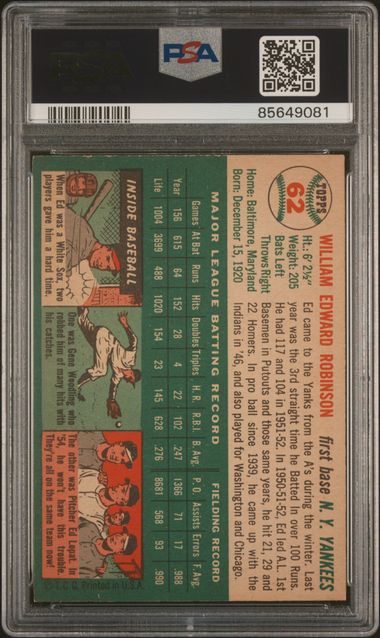 PSA
PSA
85649081
TOPPS
62
WILLIAM EDWARD ROBINSON
first base N. Y. YANKEES
Ht.: 6' 2½"
Weight: 205
Bats Left
Throws Right
Home: Baltimore, Maryland
Born: December 15, 1920
Ed came to the Yanks from the A's during the winter. Last
year was the 3rd straight time he Batted in over 100 Runs.
He had 117 and 104 in 1951-52. In 1950-51-52, Ed led A.L. 1st
Basemen in Putouts and those same years, he hit 21, 29 and
22 Homers. In pro ball since 1939, he came up with the
Indians in '46, and also played for Washington and Chicago.
MAJOR LEAGUE BATTING RECORD
FIELDING RECORD
Games At Bat Runs Hits Doubles Triples H. R. R.B.I. B. Avg. P. O. Assists Errors F. Avg.
Year 156 615 64 152 28 4 22 102 .247 1366 71 17 .988
Life 1004 3699 488 1020 154 23 145 628 .276 8681 568 93 .990
INSIDE BASEBALL
When Ed was a White Sox, two
players gave him a hard time.
One was Gene Woodling who
robbed him of many hits with
his catches.
The other was Pitcher Ed Lopat. In
'54, he won't have this trouble.
They're all on the same team now!
© T. C. G. Printed in U.S.A.